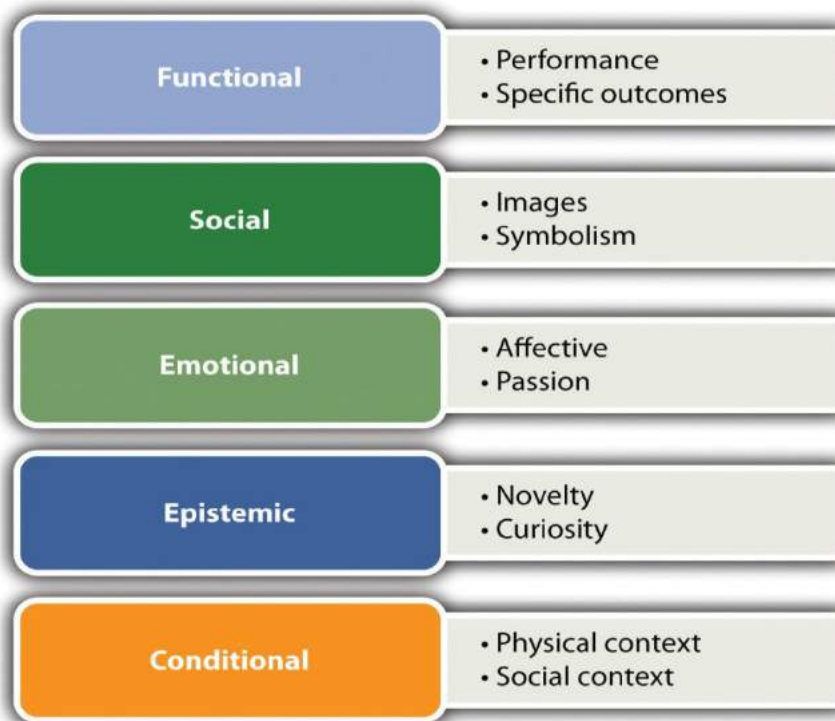 Functional
• Performance
• Specific outcomes
Social
• Images
• Symbolism
Emotional
• Affective
• Passion
Epistemic
• Novelty
• Curiosity
Conditional
• Physical context
• Social context